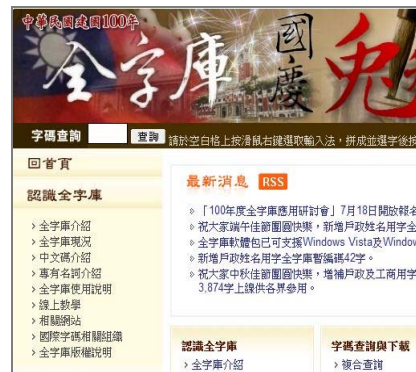 中華民國建國100年
全字庫
國慶
字碼查詢 查詢 請於空白格上按滑鼠右鍵選取輸入法，拼成並選字後按
回首頁
認識全字庫
全字庫介紹
全字庫現況
中文碼介紹
專有名詞介紹
全字庫使用說明
線上教學
相關網站
國際字碼相關組織
全字庫版權說明
最新消息 RSS
「100年度全字庫應用研討會」7月18日開放報名
祝大家端午佳節闔圓快樂，新增戶政姓名用字全
全字庫軟體包已可支援Windows Vista及Window
新增戶政姓名用字全字庫暫編碼42字。
祝大家中秋佳節團圓快樂，增補戶政及工商用字
3,874字上線供各界參用。
認識全字庫
全字庫介紹
字碼查詢與下載
複合查詢